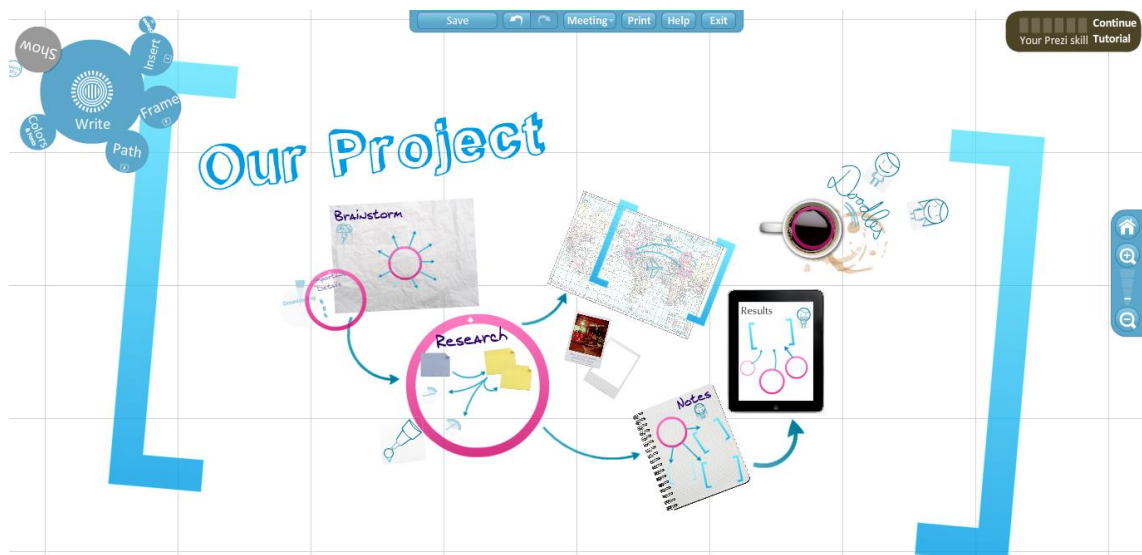 Save
Meeting
Print
Help
Exit
Continue
Your Prezi skill Tutorial
Show
Insert
Frame
Write
Colors
Path
Our Project
Brainstorm
Details
Research
Doodles
Results
Notes